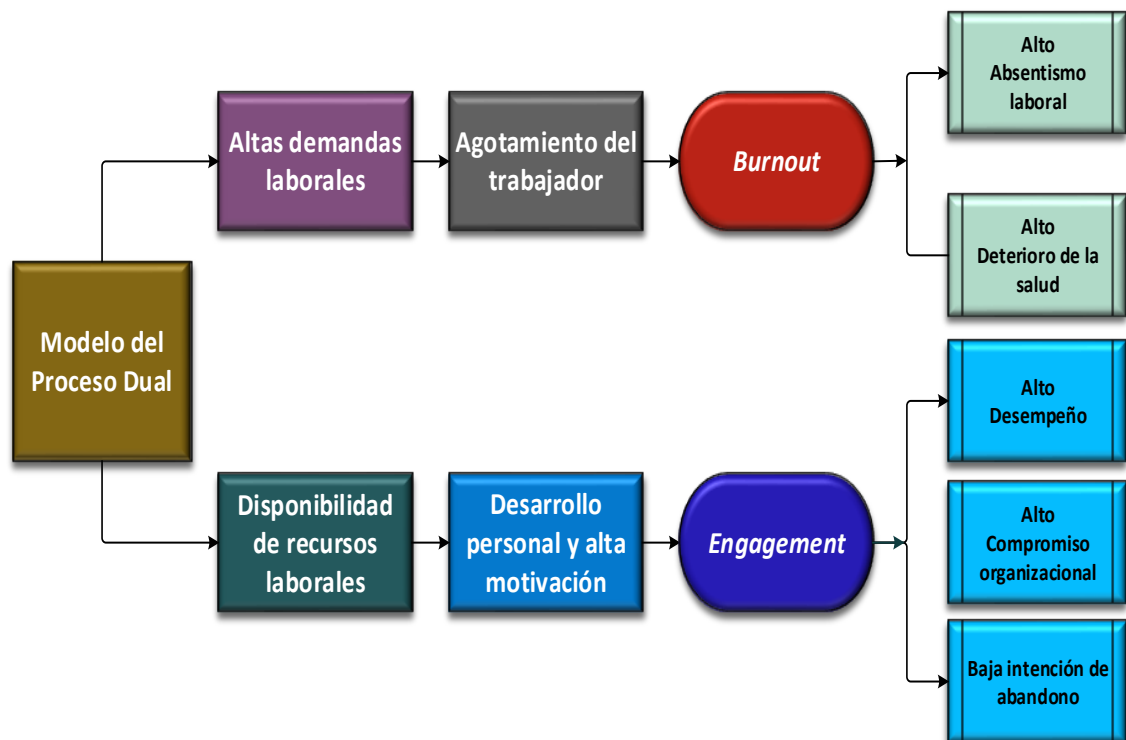 Modelo del
Proceso Dual
Altas demandas
laborales
Agotamiento del
trabajador
Burnout
Alto
Absentismo
laboral
Alto
Deterioro de la
salud
Disponibilidad
de recursos
laborales
Desarrollo
personal y alta
motivación
Engagement
Alto
Desempeño
Alto
Compromiso
organizacional
Baja intención de
abandono